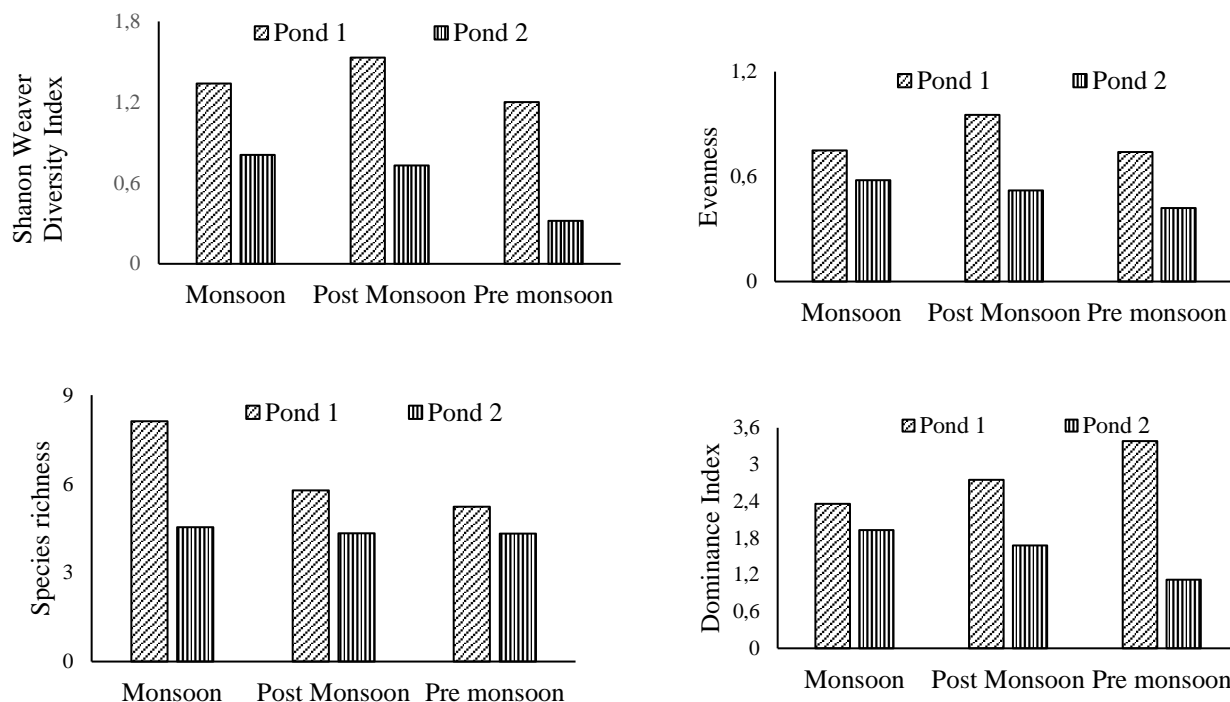 1,8
1,2
0,6
0
Shanon Weaver
Diversity Index
Pond 1
Pond 2
Monsoon
Post Monsoon
Pre monsoon
1,2
0,6
0
Evenness
Pond 1
Pond 2
Monsoon
Post Monsoon
Pre monsoon
9
6
3
0
Species richness
Pond 1
Pond 2
Monsoon
Post Monsoon
Pre monsoon
3,6
3
2,4
1,8
1,2
0,6
0
Dominance Index
Pond 1
Pond 2
Monsoon
Post Monsoon
Pre monsoon